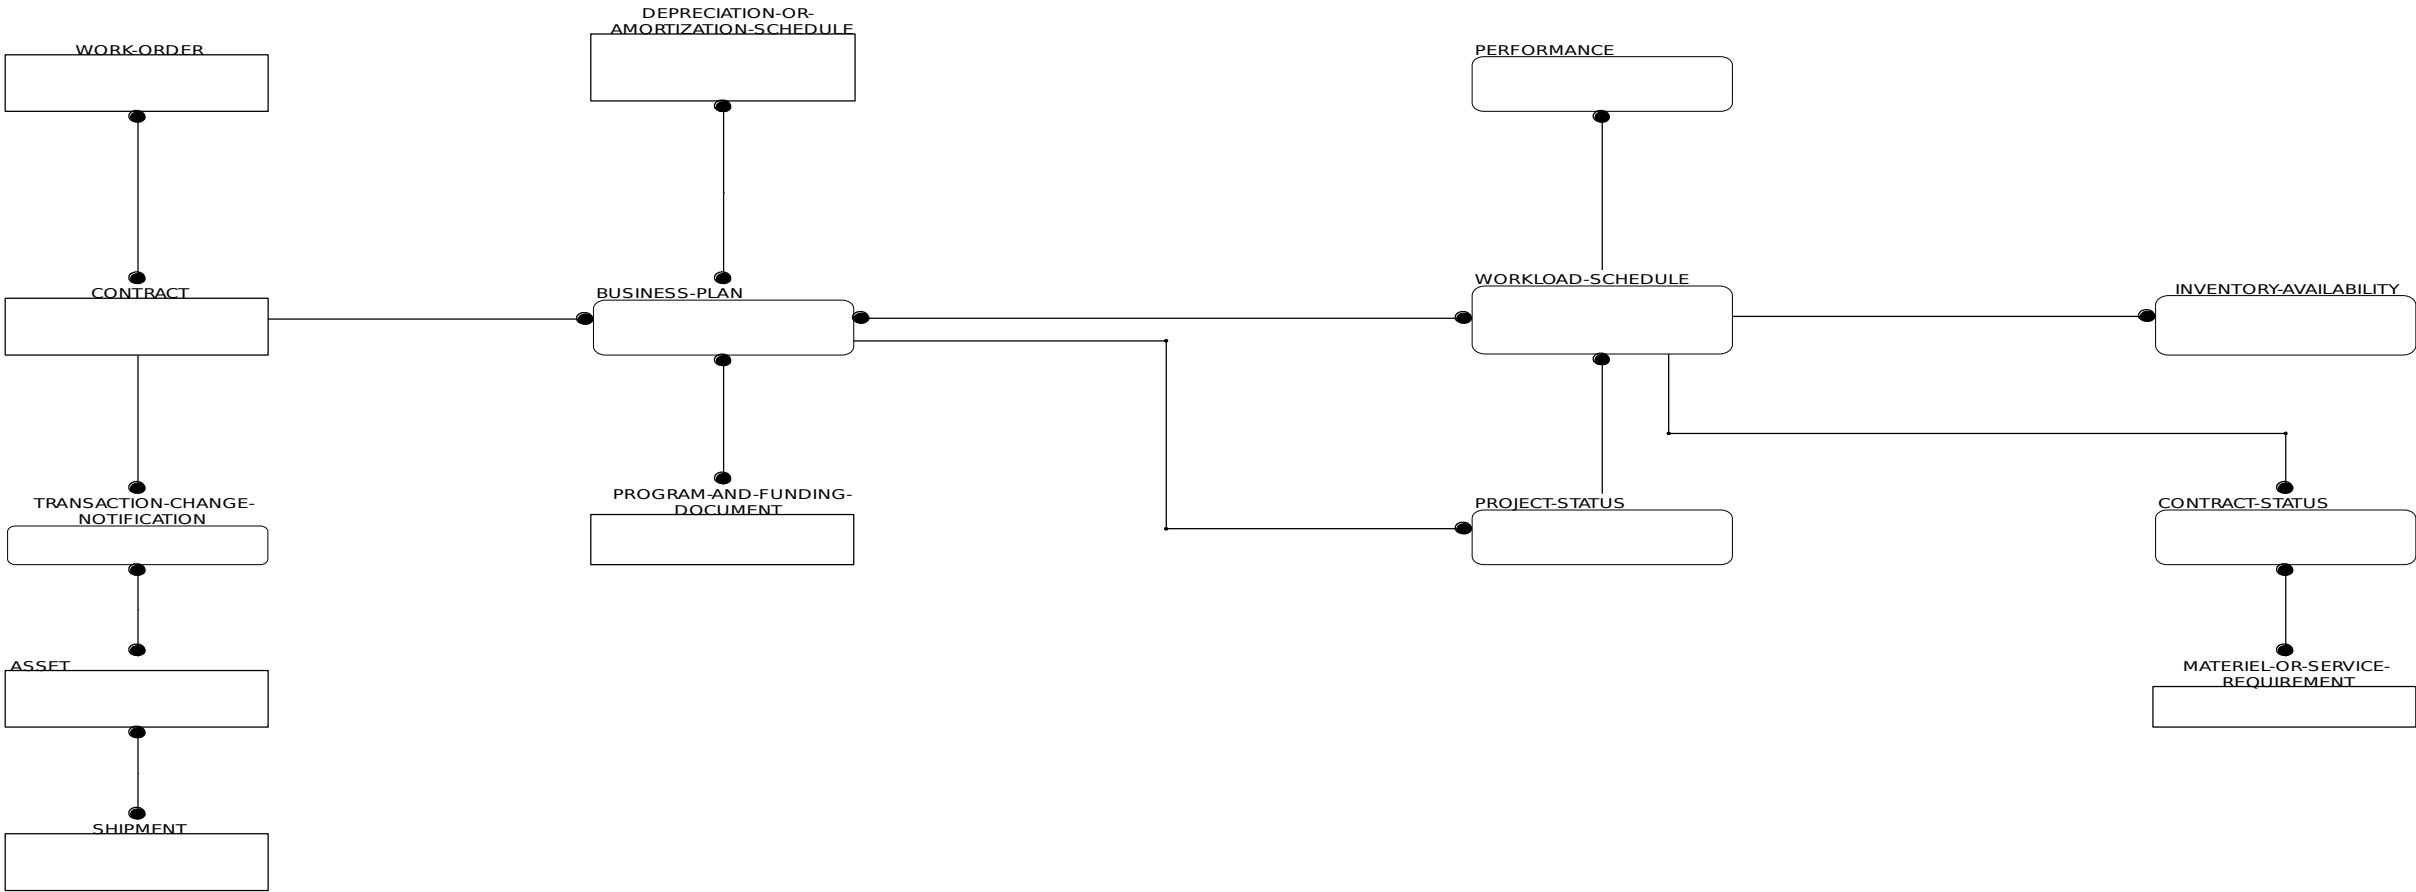 DEPRECIATION-OR-
AMORTIZATION-SCHEDULE
WORK-ORDER
PERFORMANCE
CONTRACT
BUSINESS-PLAN
WORKLOAD-SCHEDULE
INVENTORY-AVAILABILITY
TRANSACTION-CHANGE-
NOTIFICATION
PROGRAM-AND-FUNDING-
DOCUMENT
PROJECT-STATUS
CONTRACT-STATUS
ASSET
MATERIEL-OR-SERVICE-
REQUIREMENT
SHIPMENT